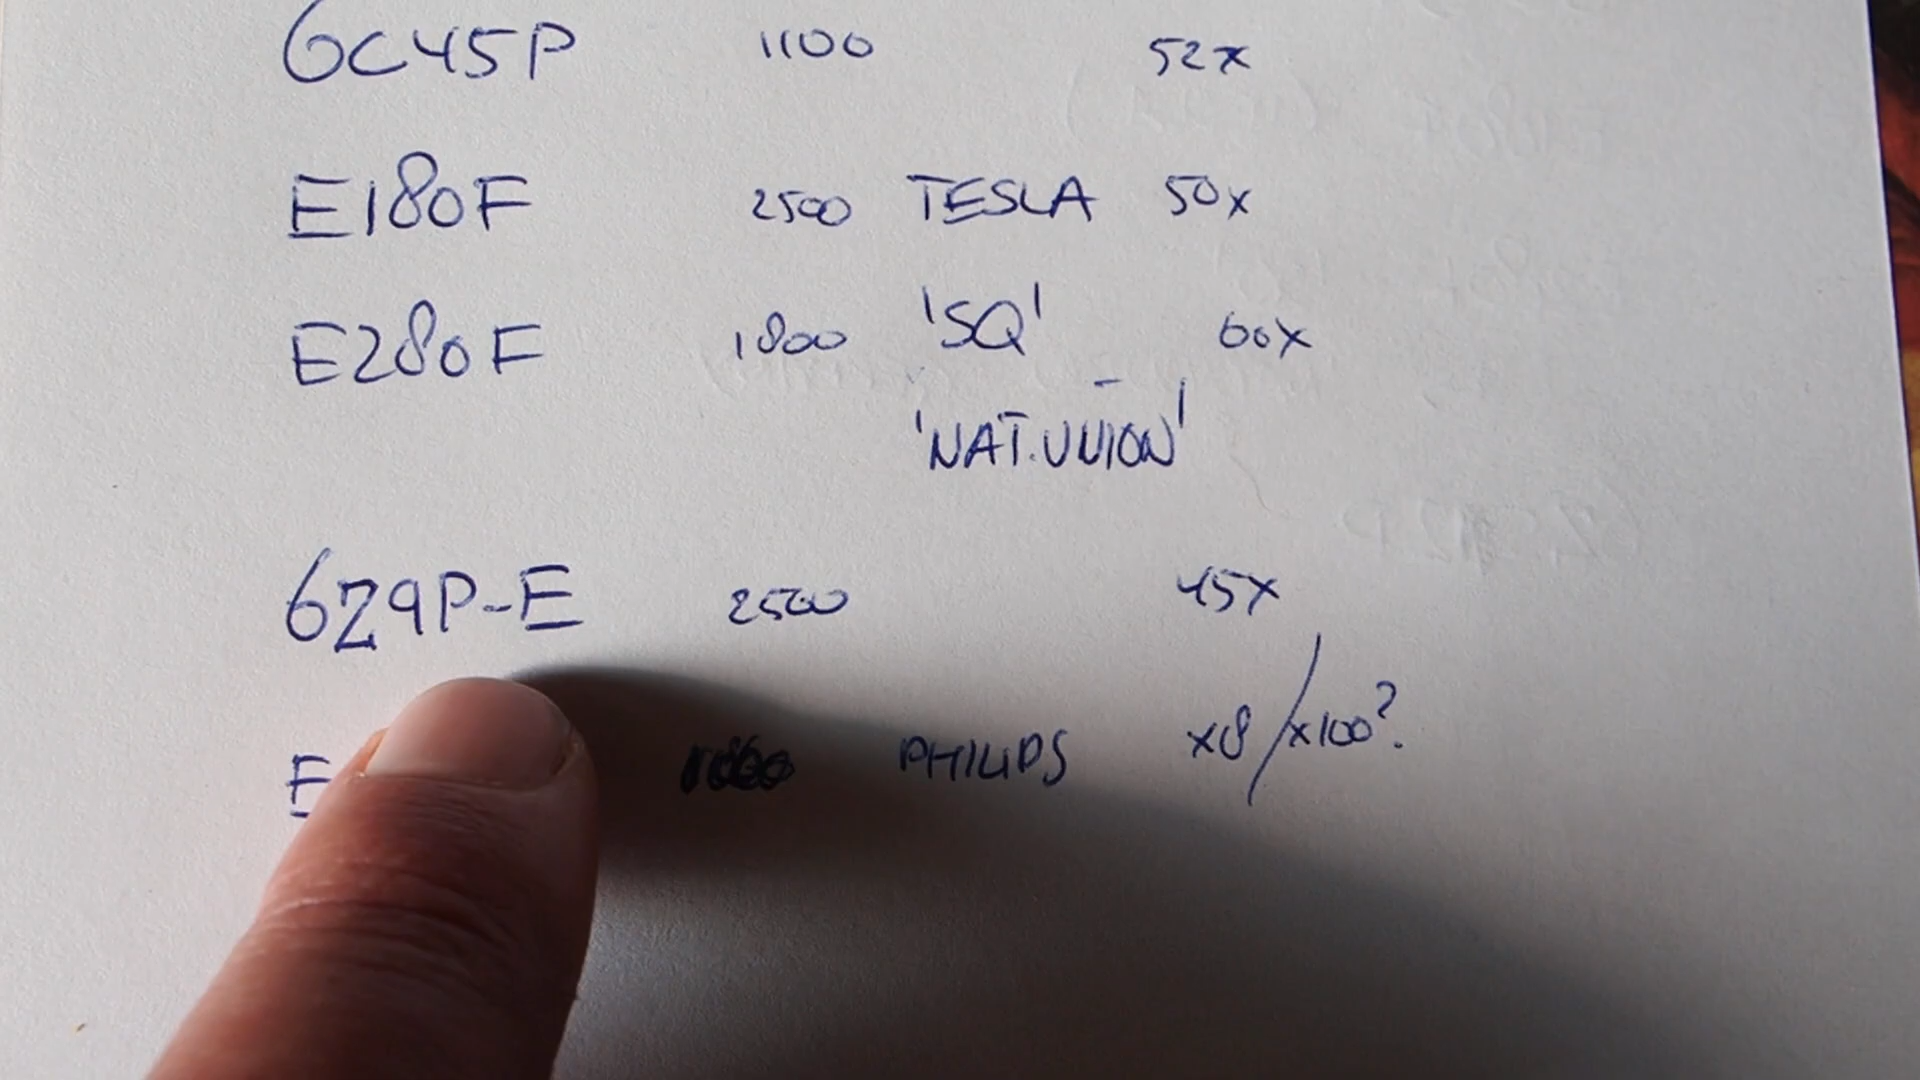 6C45P 1100 52x
E180F 2500 TESLA 50x
E280F 1800 'SQ' 60x
'NAT.UNION'
6Z9P-E 2500 45x
E PHILIPS x8/x100?